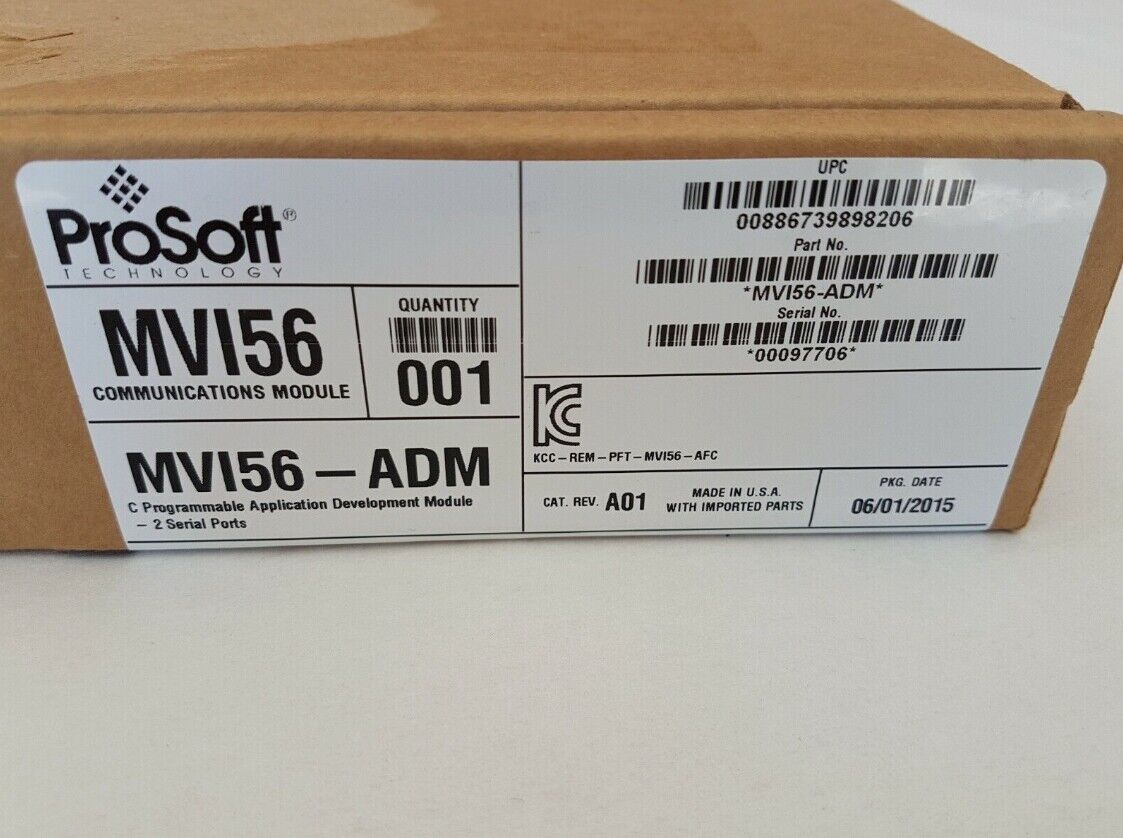 ProSoft®
TECHNOLOGY
MVI56
COMMUNICATIONS MODULE
QUANTITY
001
MVI56 – ADM
C Programmable Application Development Module
– 2 Serial Ports
UPC
00886739898206
Part No.
*MVI56-ADM*
Serial No.
*00097706*
KC
KCC – REM – PFT – MVI56 – AFC
CAT. REV. A01
MADE IN U.S.A.
WITH IMPORTED PARTS
PKG. DATE
06/01/2015